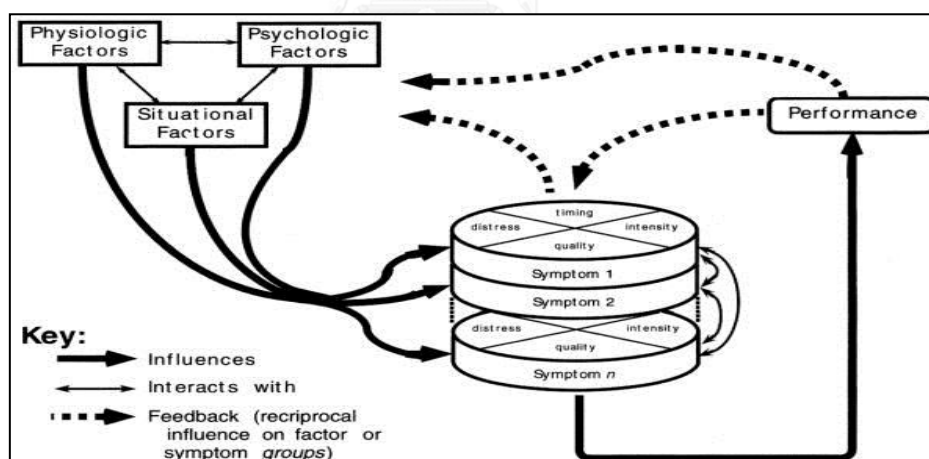 Physiologic
Factors
Psychologic
Factors
Situational
Factors
Performance
timing
distress
intensity
quality
Symptom 1
Symptom 2
distress
intensity
quality
Symptom n
Key:
Influences
Interacts with
Feedback (recriprocal
influence on factor or
symptom groups)